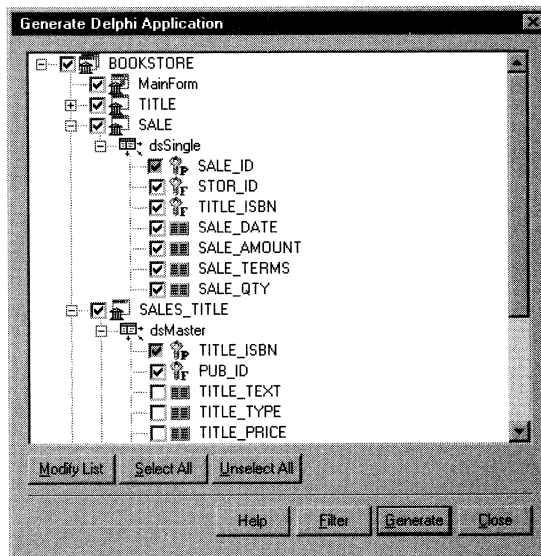 Generate Delphi Application
BOOKSTORE
MainForm
TITLE
SALE
dsSingle
SALE_ID
STOR_ID
TITLE_ISBN
SALE_DATE
SALE_AMOUNT
SALE_TERMS
SALE_QTY
SALES_TITLE
dsMaster
TITLE_ISBN
PUB_ID
TITLE_TEXT
TITLE_TYPE
TITLE_PRICE
Modify List Select All Unselect All
Help Filter Generate Close